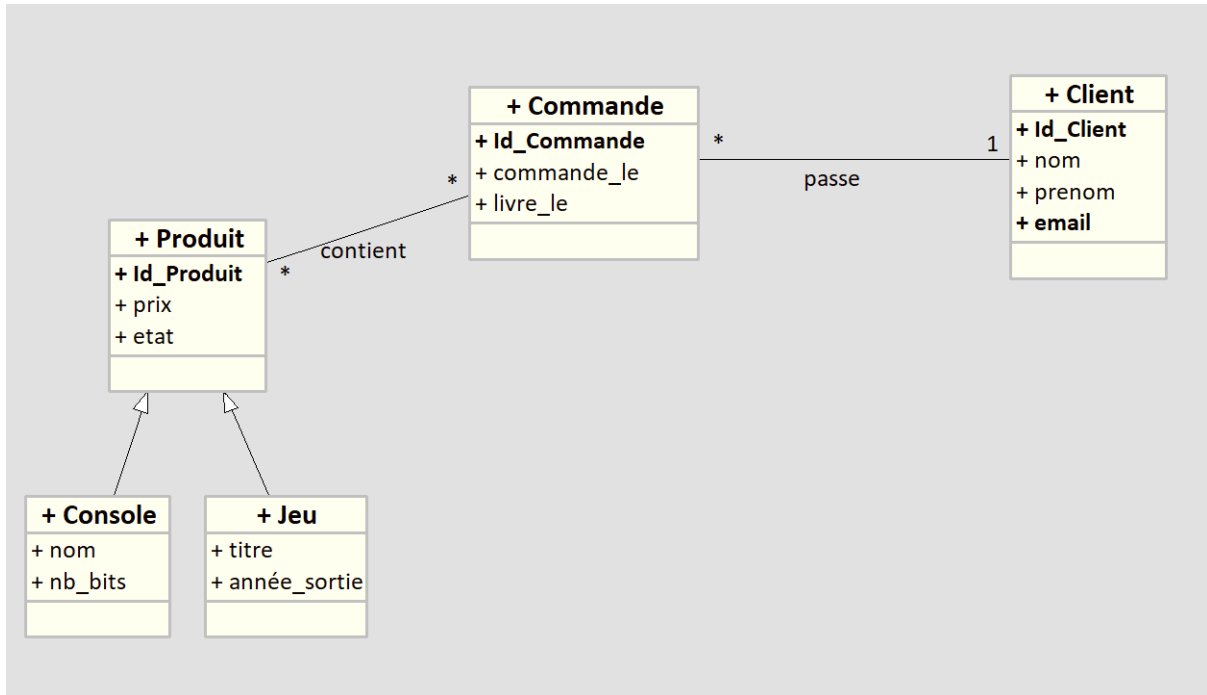 + Commande
+ Id_Commande
+ commande_le
+ livre_le
+ Client
+ Id_Client
+ nom
+ prenom
+ email
*
1
passe
*
contient
*
+ Produit
+ Id_Produit
+ prix
+ etat
+ Console
+ nom
+ nb_bits
+ Jeu
+ titre
+ année_sortie